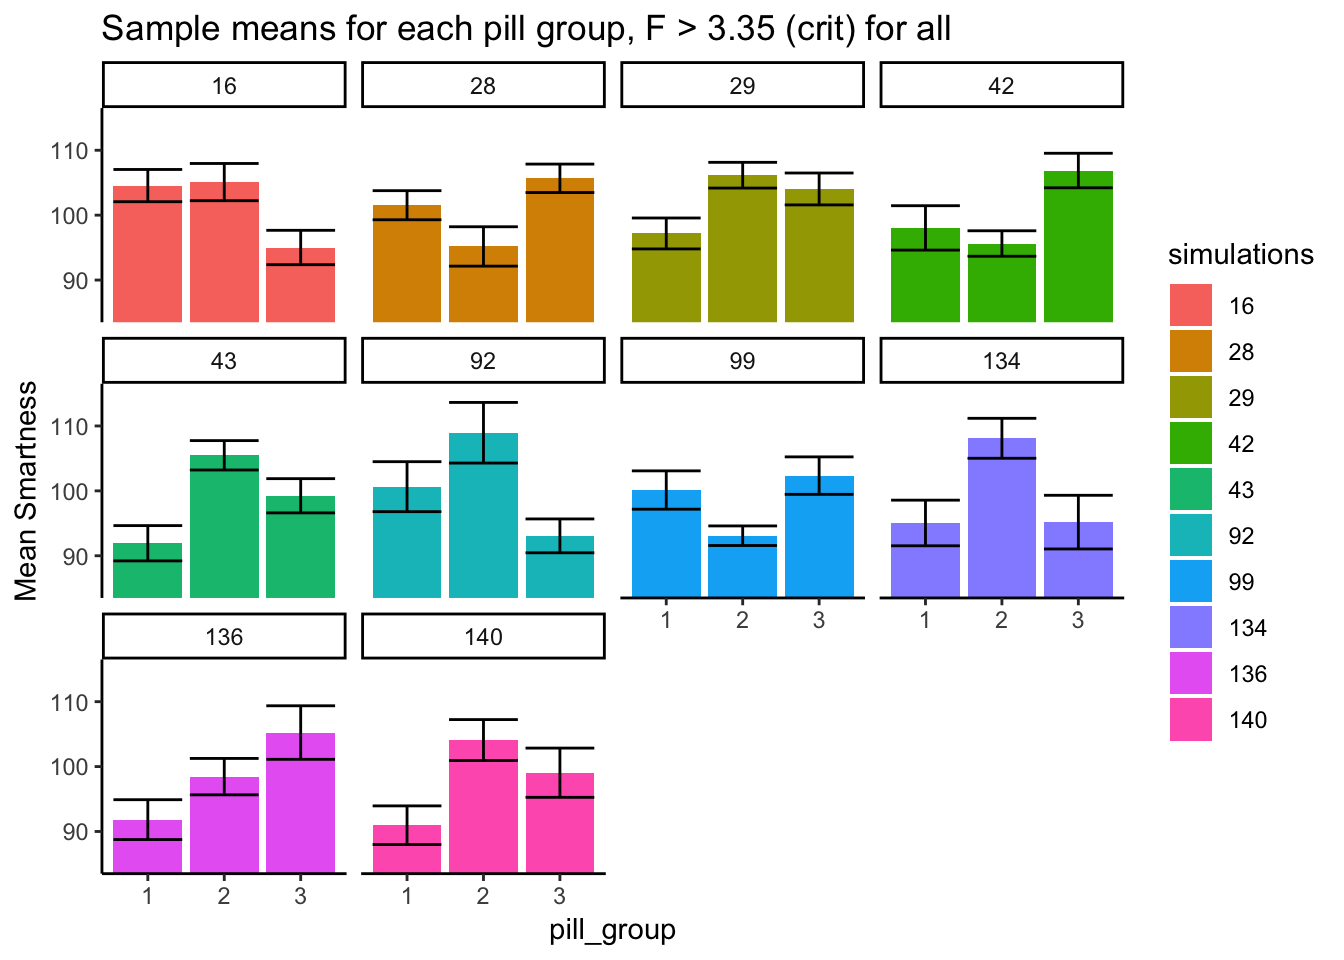 Sample means for each pill group, F > 3.35 (crit) for all
16 28 29 42
110
100
90
43 92 99 134
110
100
90
1 2 3 1 2 3
136 140
110
100
90
1 2 3 1 2 3
Mean Smartness
pill_group
simulations
16
28
29
42
43
92
99
134
136
140